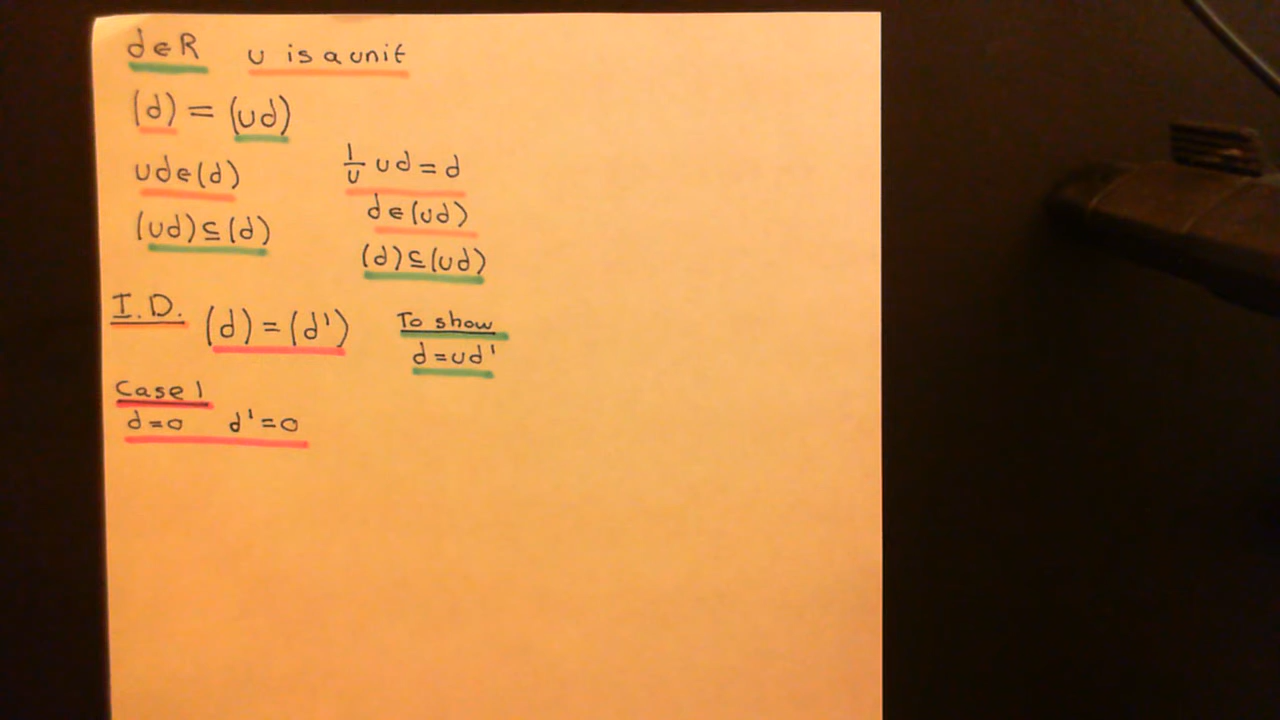 d∈R u is a unit
(d) = (ud)
ud∈(d)
(ud)⊆(d)
1/u ud=d
d∈(ud)
(d)⊆(ud)
I.D. (d)=(d')
To show
d=ud'
Case 1
d=0 d'=0